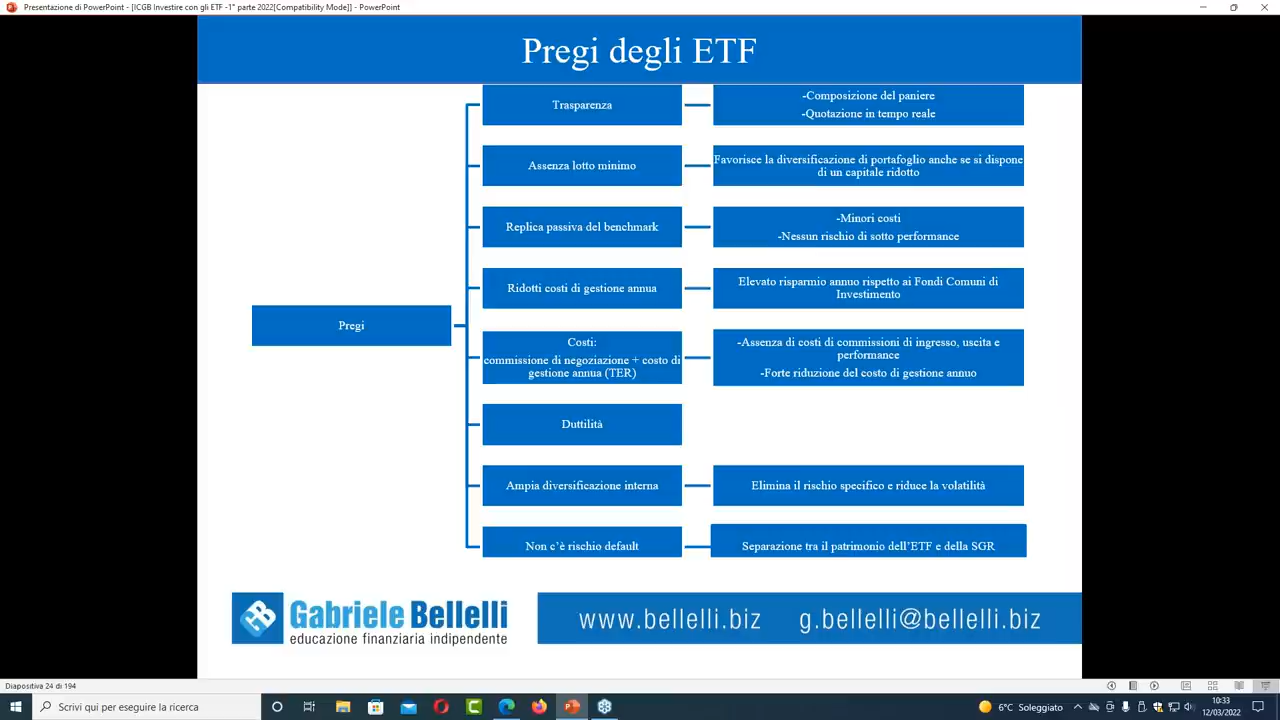 Presentazione di PowerPoint - [ICGB Investire con gli ETF -1° parte 2022[Compatibility Mode]] - PowerPoint
Pregi degli ETF
Pregi
Trasparenza
-Composizione del paniere
-Quotazione in tempo reale
Assenza lotto minimo
Favorisce la diversificazione di portafoglio anche se si dispone
di un capitale ridotto
Replica passiva del benchmark
-Minori costi
-Nessun rischio di sotto performance
Ridotti costi di gestione annua
Elevato risparmio annuo rispetto ai Fondi Comuni di
Investimento
Costi:
commissione di negoziazione + costo di
gestione annua (TER)
-Assenza di costi di commissioni di ingresso, uscita e
performance
-Forte riduzione del costo di gestione annuo
Duttilità
Ampia diversificazione interna
Elimina il rischio specifico e riduce la volatilità
Non c'è rischio default
Separazione tra il patrimonio dell'ETF e della SGR
Gabriele Bellelli
educazione finanziaria indipendente
www.bellelli.biz g.bellelli@bellelli.biz
Diapositiva 24 di 194
Scrivi qui per eseguire la ricerca
6°C Soleggiato
10:33
12/03/2022